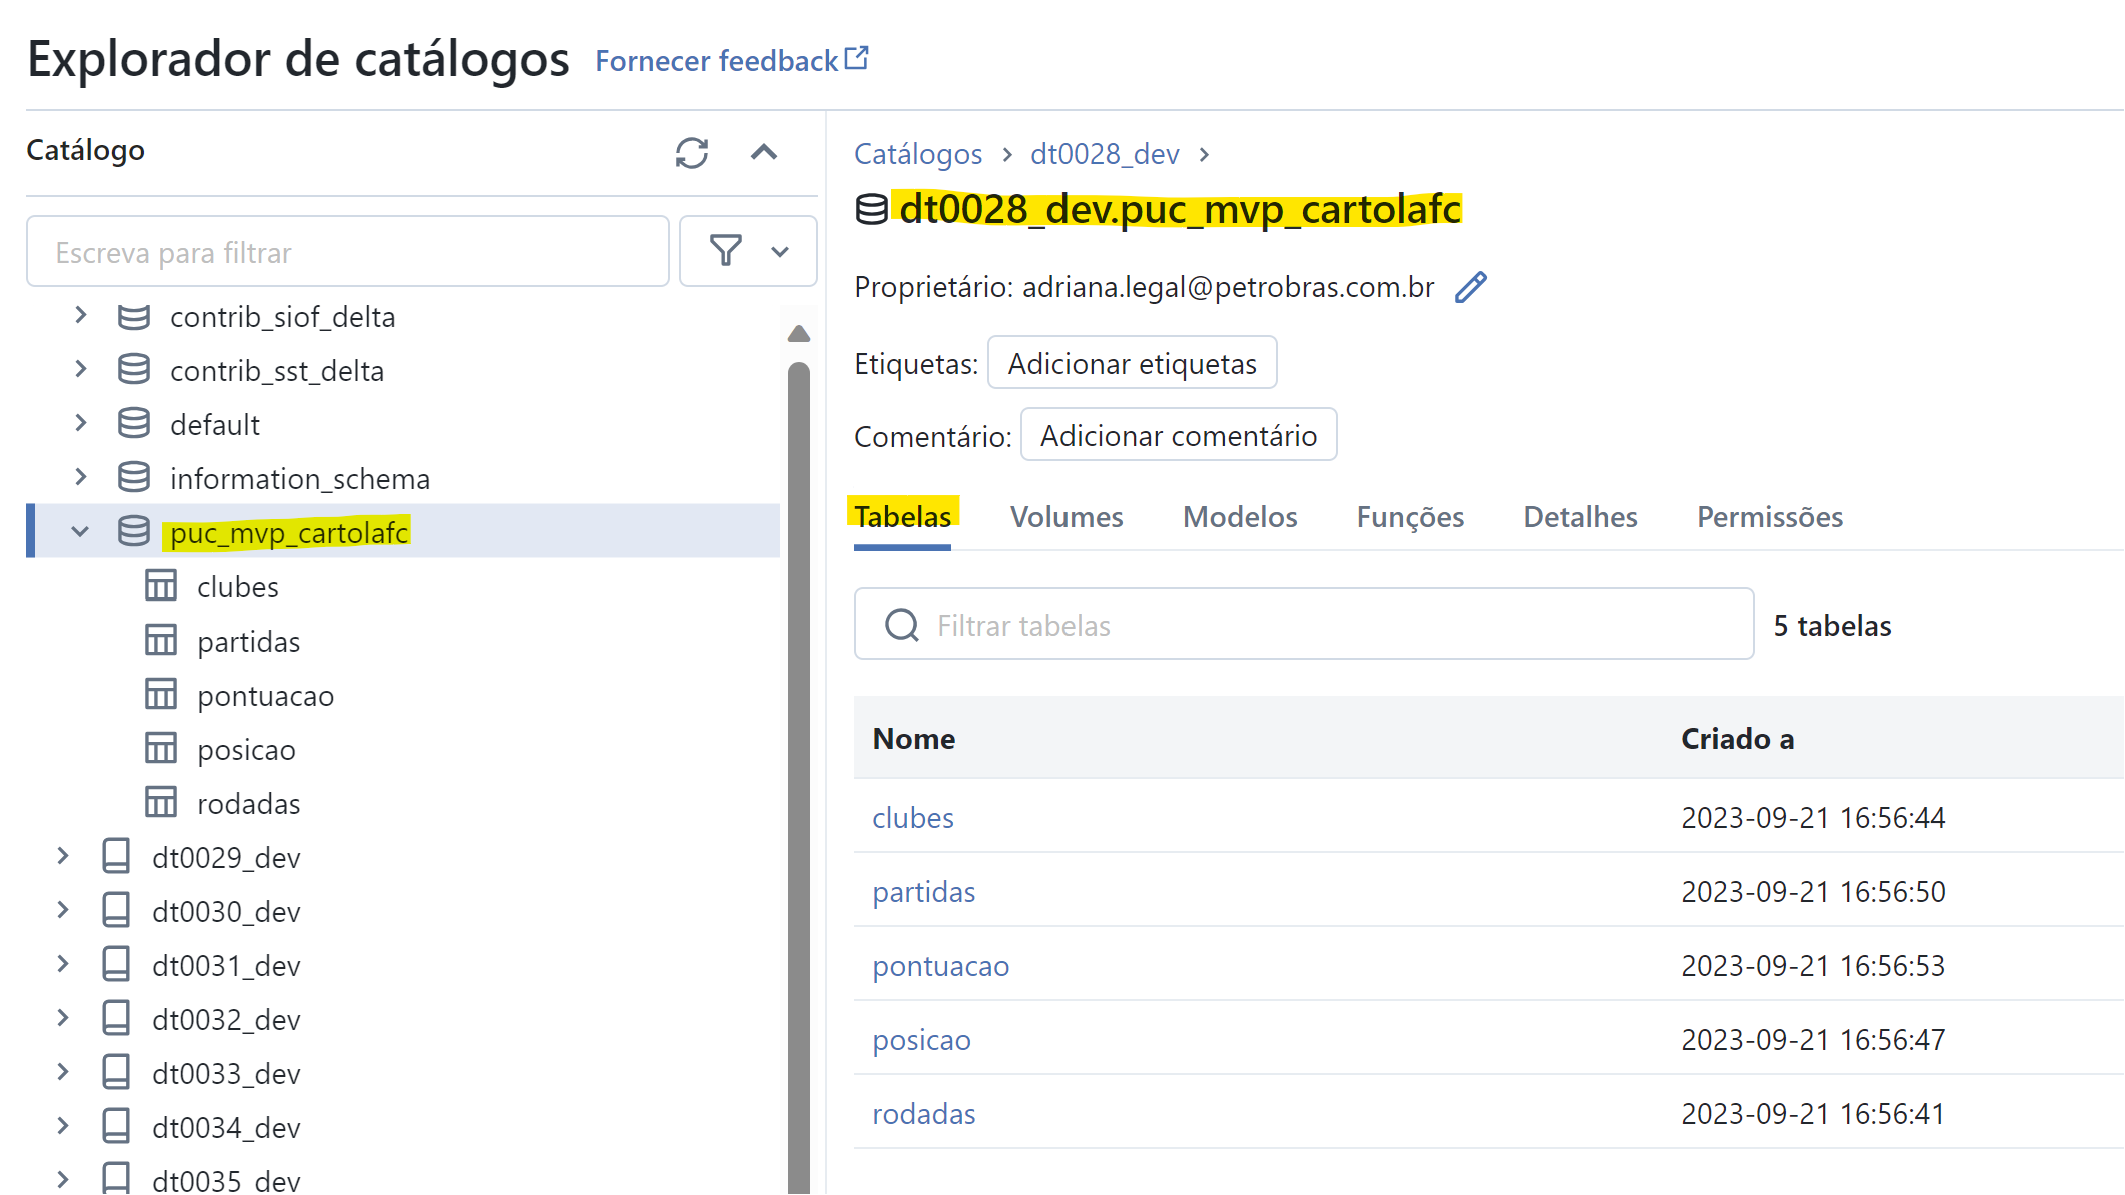 Explorador de catálogos Fornecer feedback
Catálogo
Escreva para filtrar
contrib_siof_delta
contrib_sst_delta
default
information_schema
puc_mvp_cartolafc
clubes
partidas
pontuacao
posicao
rodadas
dt0029_dev
dt0030_dev
dt0031_dev
dt0032_dev
dt0033_dev
dt0034_dev
dt0035_dev
Catálogos > dt0028_dev >
dt0028_dev.puc_mvp_cartolafc
Proprietário: adriana.legal@petrobras.com.br
Etiquetas: Adicionar etiquetas
Comentário: Adicionar comentário
Tabelas Volumes Modelos Funções Detalhes Permissões
Filtrar tabelas 5 tabelas
Nome Criado a
clubes 2023-09-21 16:56:44
partidas 2023-09-21 16:56:50
pontuacao 2023-09-21 16:56:53
posicao 2023-09-21 16:56:47
rodadas 2023-09-21 16:56:41